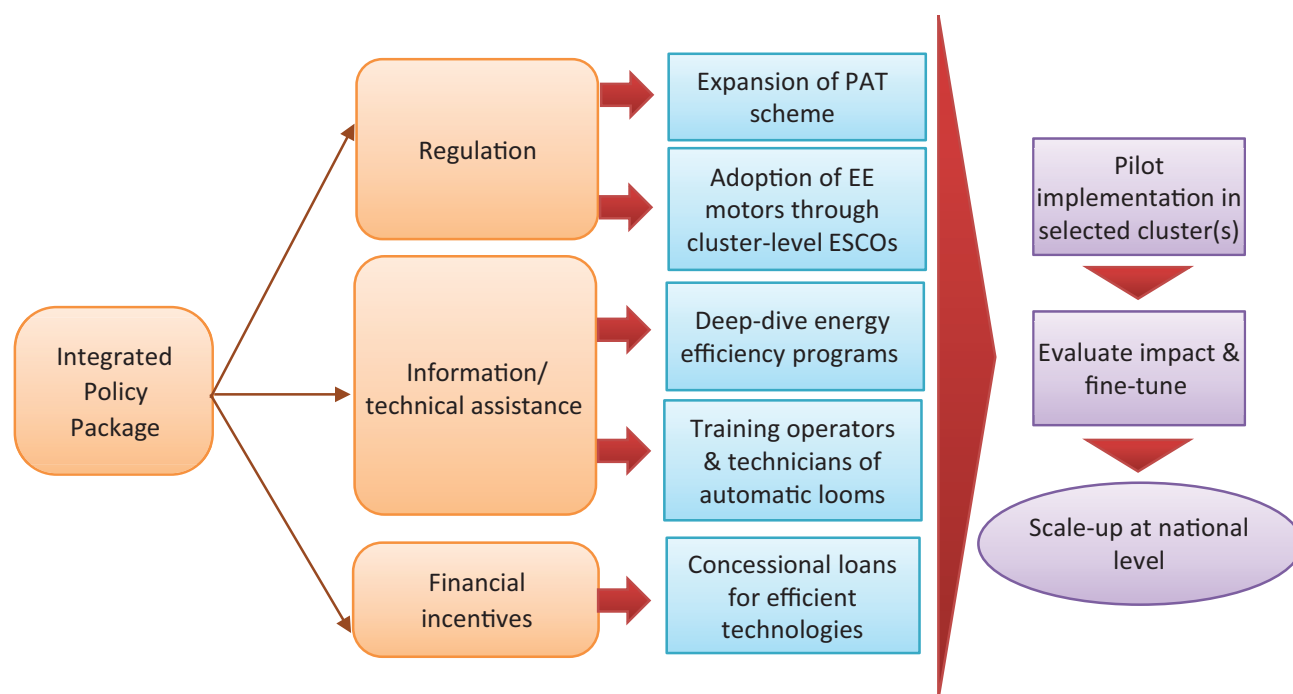 Integrated
Policy
Package
Regulation
Information/
technical assistance
Financial
incentives
Expansion of PAT
scheme
Adoption of EE
motors through
cluster-level ESCOs
Deep-dive energy
efficiency programs
Training operators
& technicians of
automatic looms
Concessional loans
for efficient
technologies
Pilot
implementation in
selected cluster(s)
Evaluate impact &
fine-tune
Scale-up at national
level